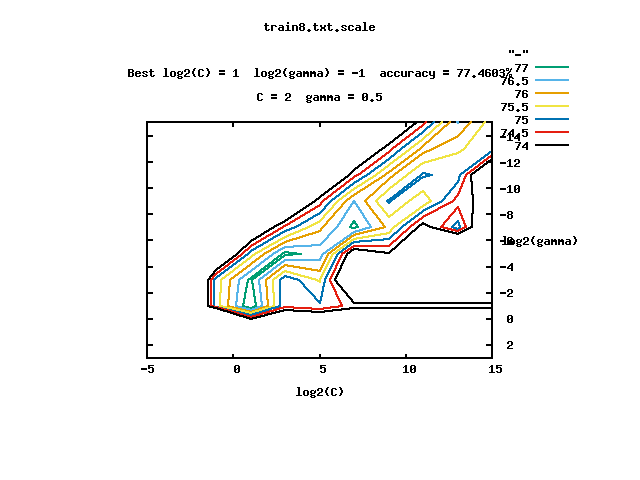 train8.txt.scale
"-"
Best log2(C) = 1 log2(gamma) = -1 accuracy = 77.4603%
77
76.5
C = 2 gamma = 0.5
76
75.5
75
74.5
74
-14
-12
-10
-8
-6
log2(gamma)
-4
-2
0
2
-5 0 5 10 15
log2(C)